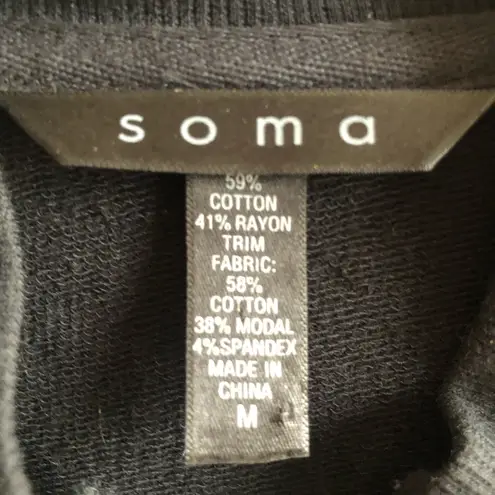 soma
59%
COTTON
41% RAYON
TRIM
FABRIC:
58%
COTTON
38% MODAL
4%SPANDEX
MADE IN
CHINA
M